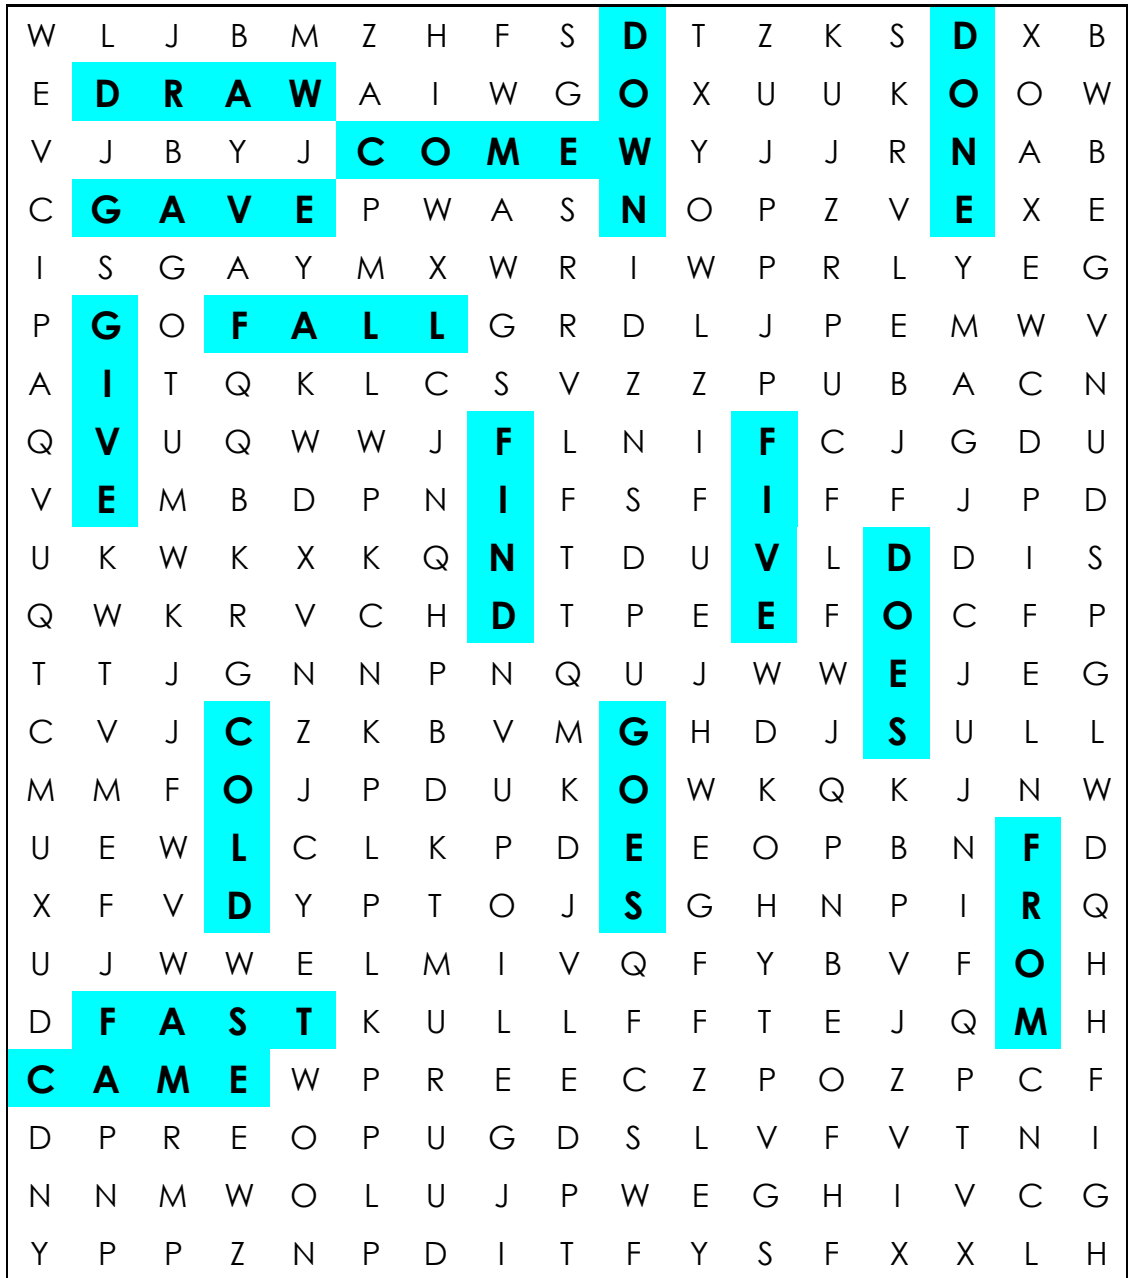 W L J B M Z H F S D T Z K S D X B
E D R A W A I W G O X U U K O O W
V J B Y J C O M E W Y J J R N A B
C G A V E P W A S N O P Z V E X E
I S G A Y M X W R I W P R L Y E G
P G O F A L L G R D L J P E M W V
A I T Q K L C S V Z Z P U B A C N
Q V U Q W W J F L N I F C J G D U
V E M B D P N I F S F I F F J P D
U K W K X K Q N T D U V L D D I S
Q W K R V C H D T P E E F O C F P
T T J G N N P N Q U J W W E J E G
C V J C Z K B V M G H D J S U L L
M M F O J P D U K O W K Q K J N W
U E W L C L K P D E E O P B N F D
X F V D Y P T O J S G H N P I R Q
U J W W E L M I V Q F Y B V F O H
D F A S T K U L L F F T E J Q M H
C A M E W P R E E C Z P O Z P C F
D P R E O P U G D S L V F V T N I
N N M W O L U J P W E G H I V C G
Y P P Z N P D I T F Y S F X X L H